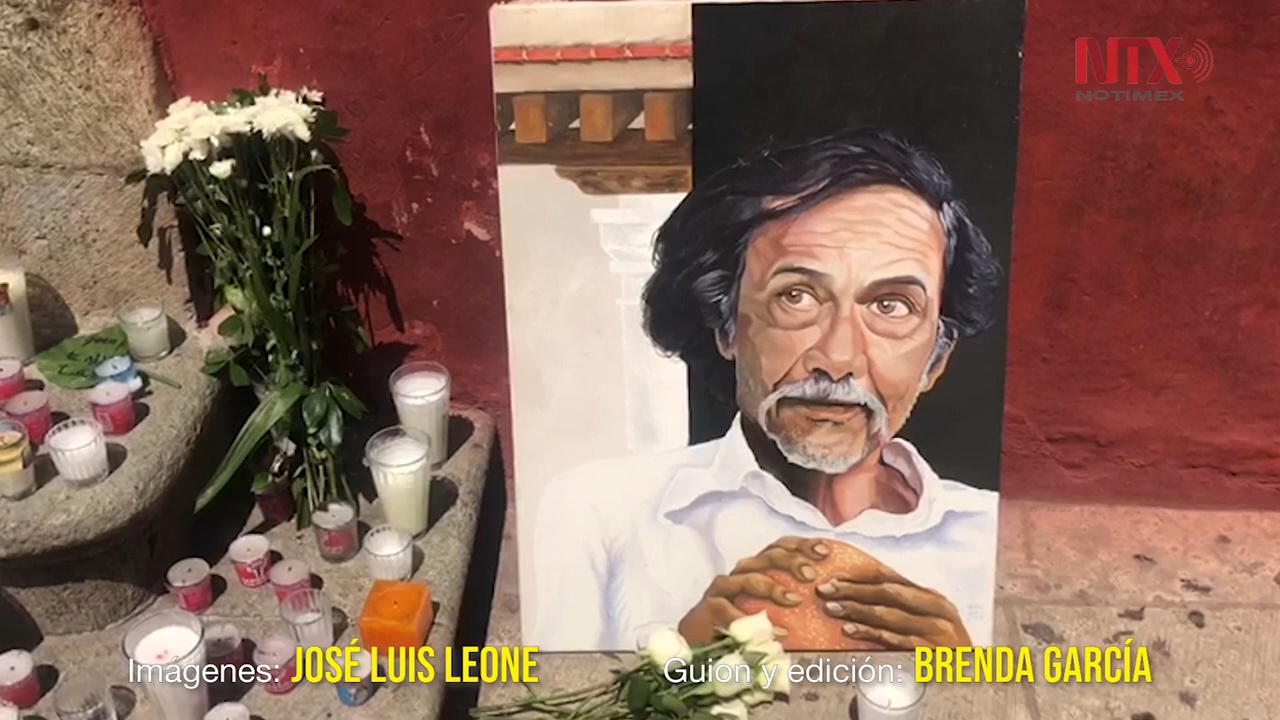 NTX
NOTIMEX
Imágenes: JOSÉ LUIS LEONE
Guion y edición: BRENDA GARCÍA